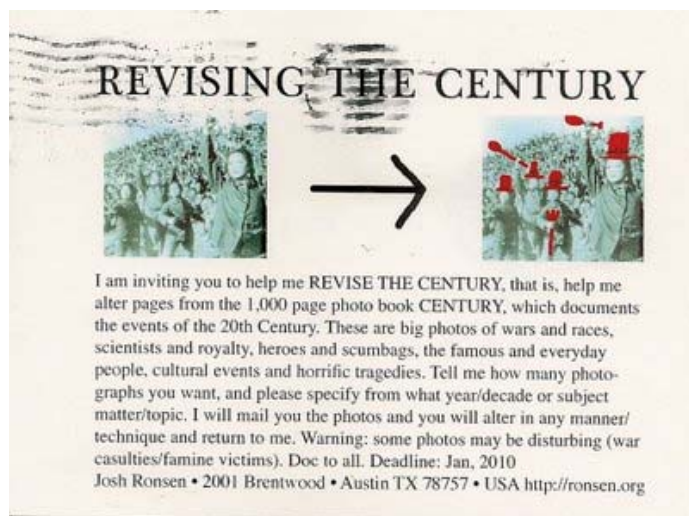 REVISING THE CENTURY
I am inviting you to help me REVISE THE CENTURY, that is, help me
alter pages from the 1,000 page photo book CENTURY, which documents
the events of the 20th Century. These are big photos of wars and races,
scientists and royalty, heroes and scumbags, the famous and everyday
people, cultural events and horrific tragedies. Tell me how many photo-
graphs you want, and please specify from what year/decade or subject
matter/topic. I will mail you the photos and you will alter in any manner/
technique and return to me. Warning: some photos may be disturbing (war
casulties/famine victims). Doc to all. Deadline: Jan, 2010
Josh Ronsen • 2001 Brentwood • Austin TX 78757 • USA http://ronsen.org